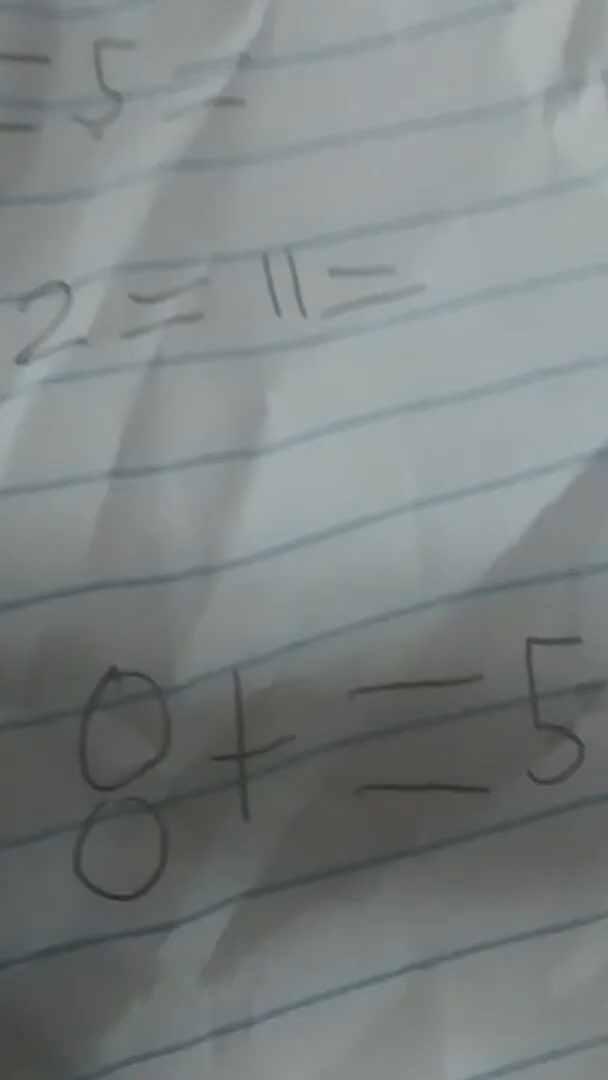 = 5 =
2 = 11 =
8 + = 5